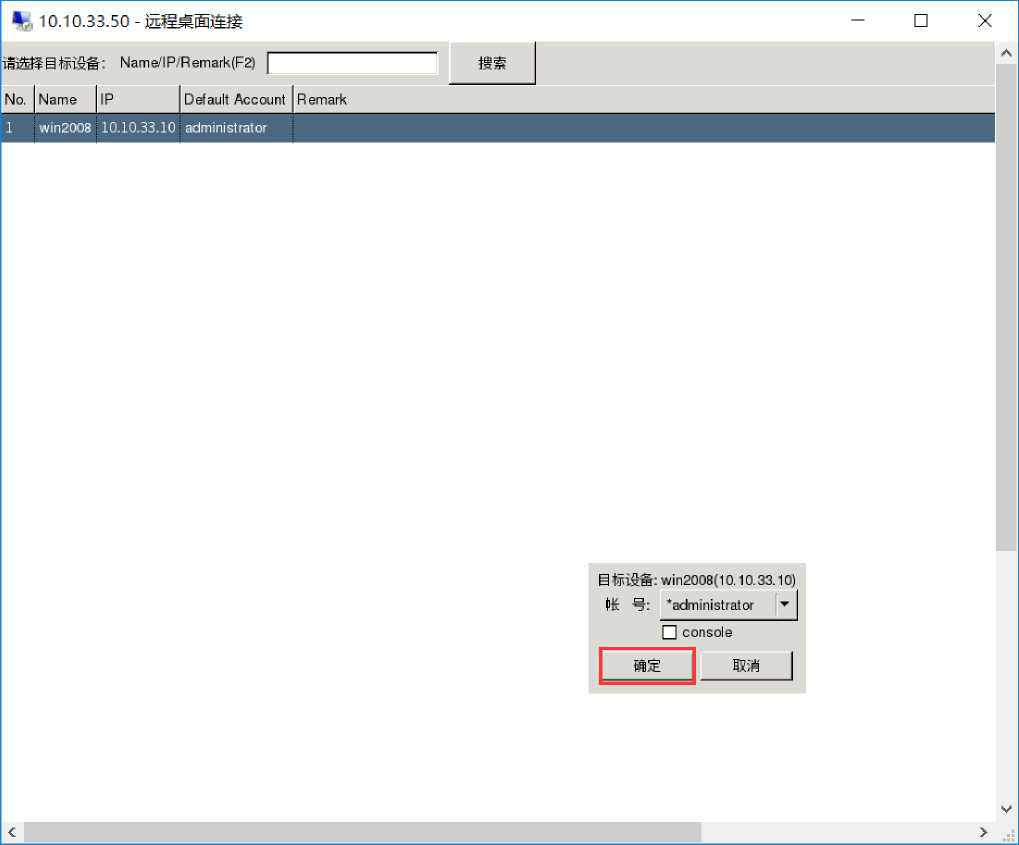 10.10.33.50 - 远程桌面连接
请选择目标设备: Name/IP/Remark(F2) 搜索
No. Name IP Default Account Remark
1 win2008 10.10.33.10 administrator
目标设备: win2008(10.10.33.10)
帐 号: *administrator
console
确定 取消